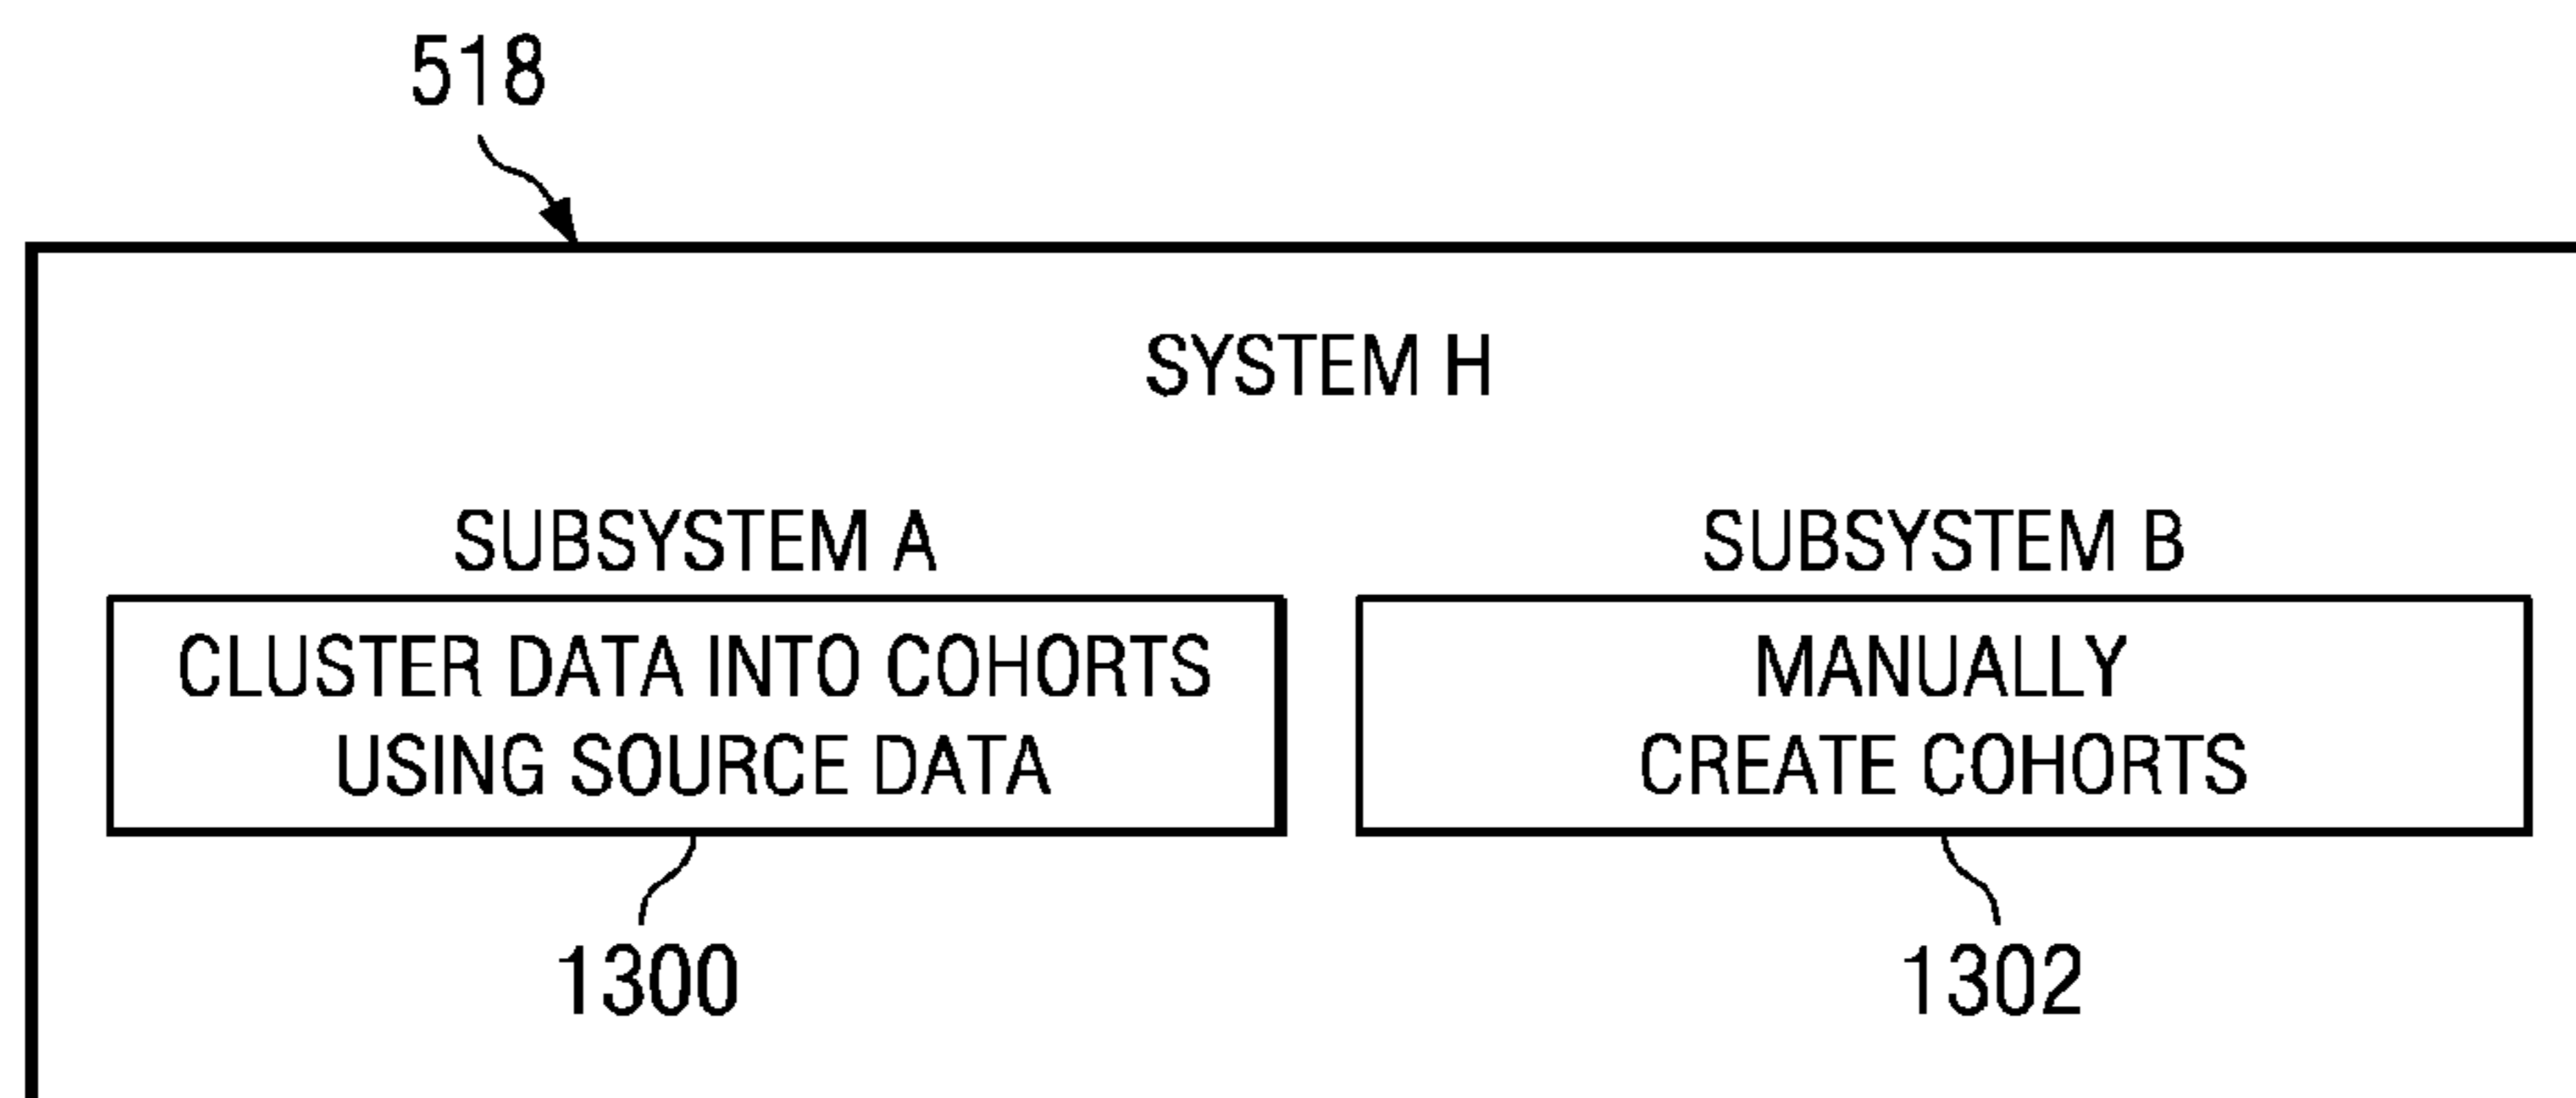 518
SYSTEM H
SUBSYSTEM A
CLUSTER DATA INTO COHORTS
USING SOURCE DATA
1300
SUBSYSTEM B
MANUALLY
CREATE COHORTS
1302